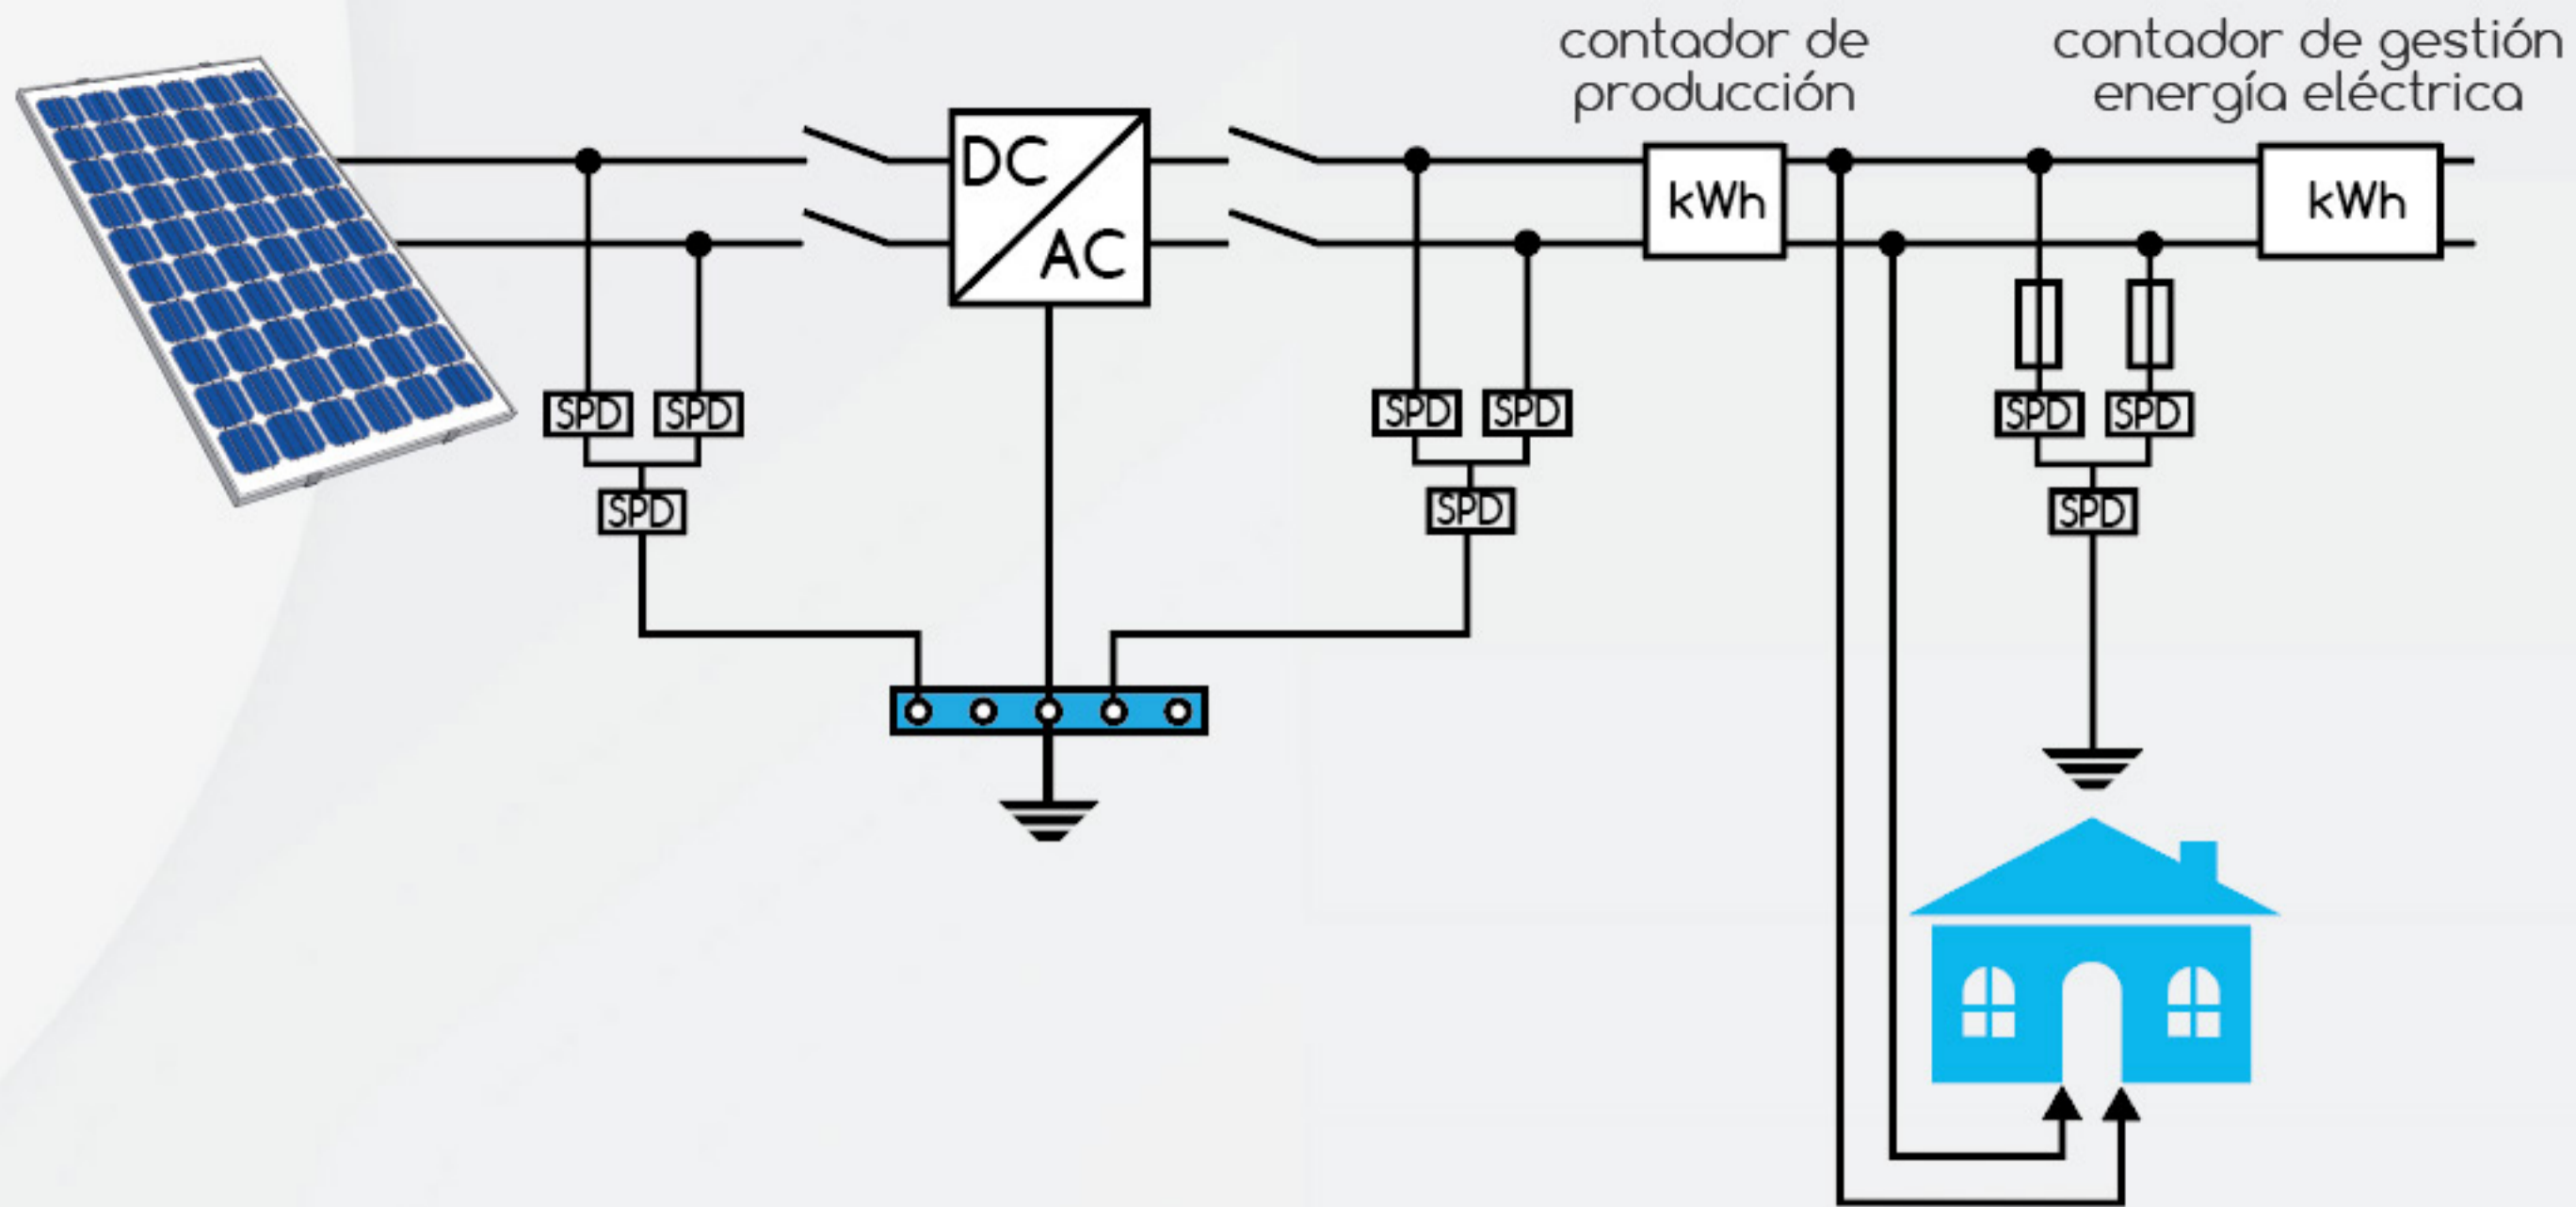 contador de
producción
contador de gestión
energía eléctrica
DC
AC
kWh
kWh
SPD
SPD
SPD
SPD
SPD
SPD
SPD
SPD
SPD